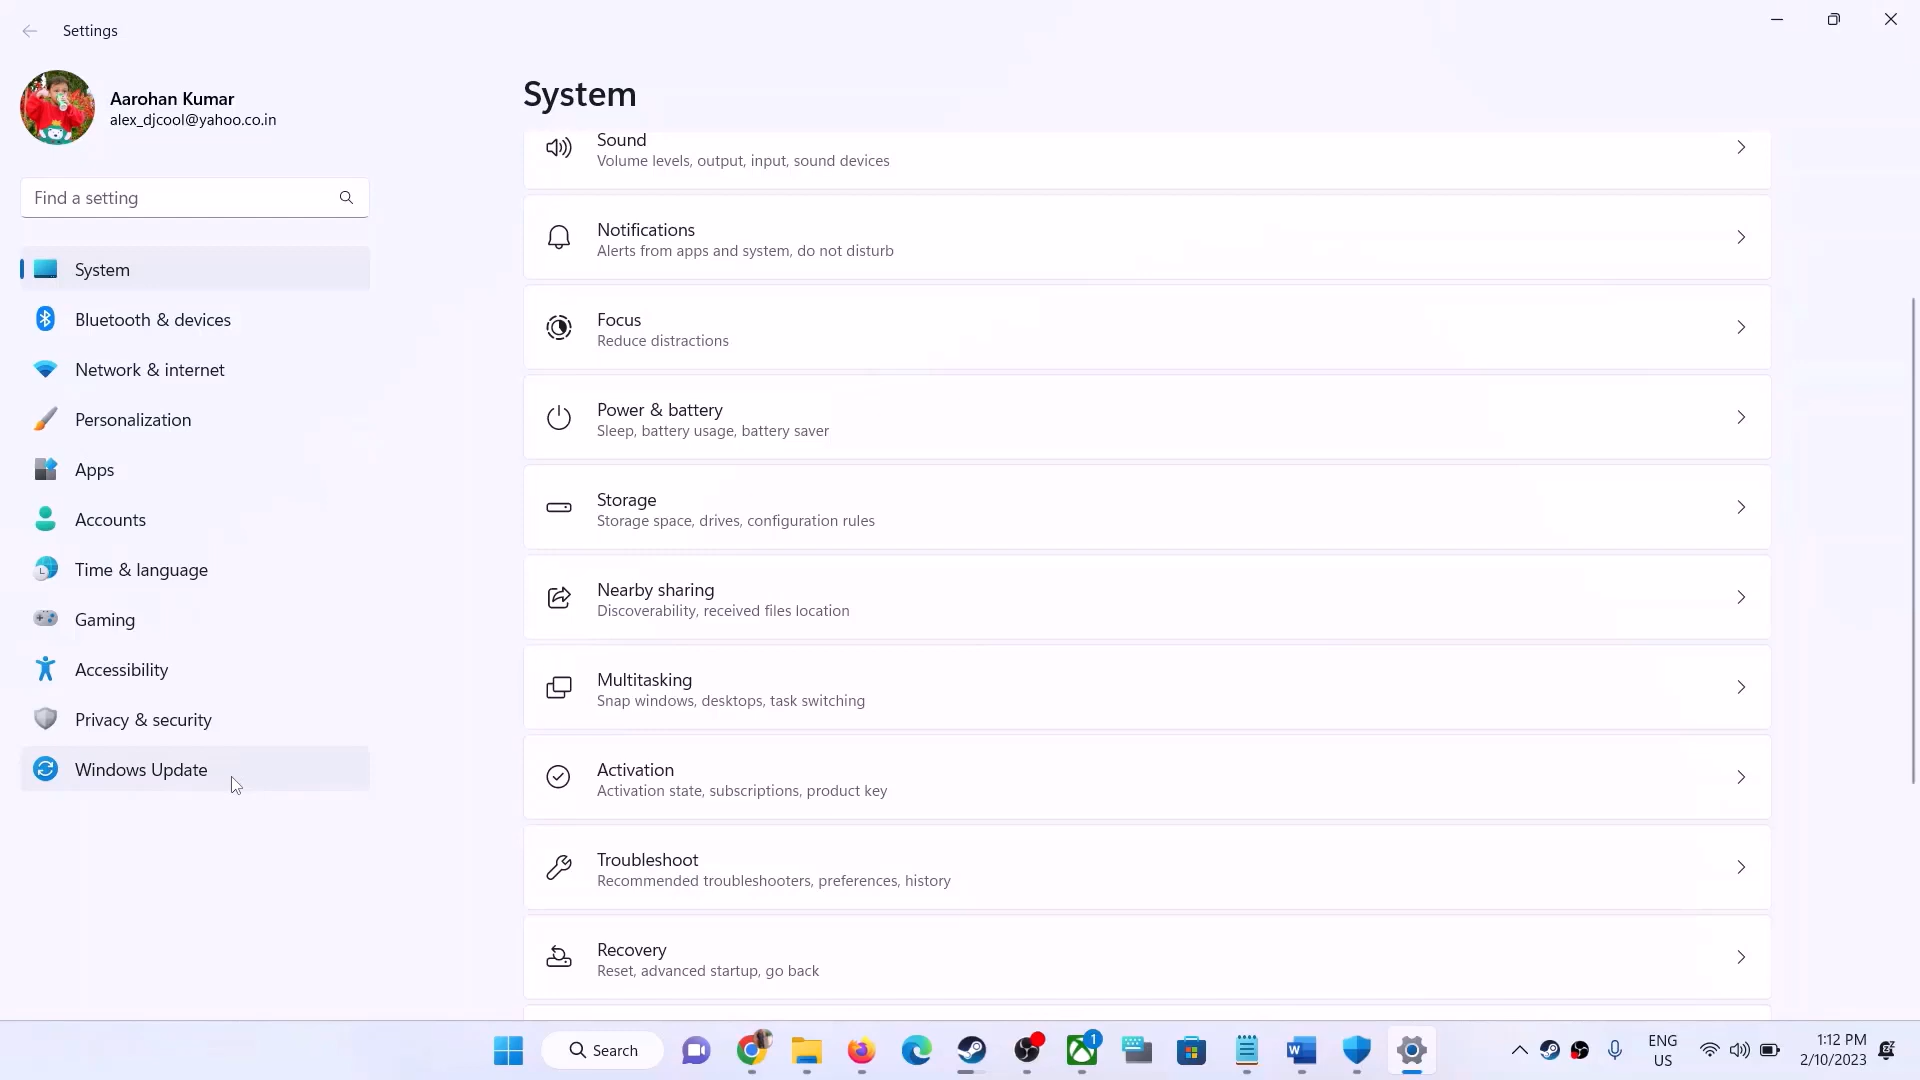 Settings
Aarohan Kumar
alex_djcool@yahoo.co.in
Find a setting
System
Bluetooth & devices
Network & internet
Personalization
Apps
Accounts
Time & language
Gaming
Accessibility
Privacy & security
Windows Update
System
Sound
Volume levels, output, input, sound devices
Notifications
Alerts from apps and system, do not disturb
Focus
Reduce distractions
Power & battery
Sleep, battery usage, battery saver
Storage
Storage space, drives, configuration rules
Nearby sharing
Discoverability, received files location
Multitasking
Snap windows, desktops, task switching
Activation
Activation state, subscriptions, product key
Troubleshoot
Recommended troubleshooters, preferences, history
Recovery
Reset, advanced startup, go back
Search
1
W
ENG
US
1:12 PM
2/10/2023